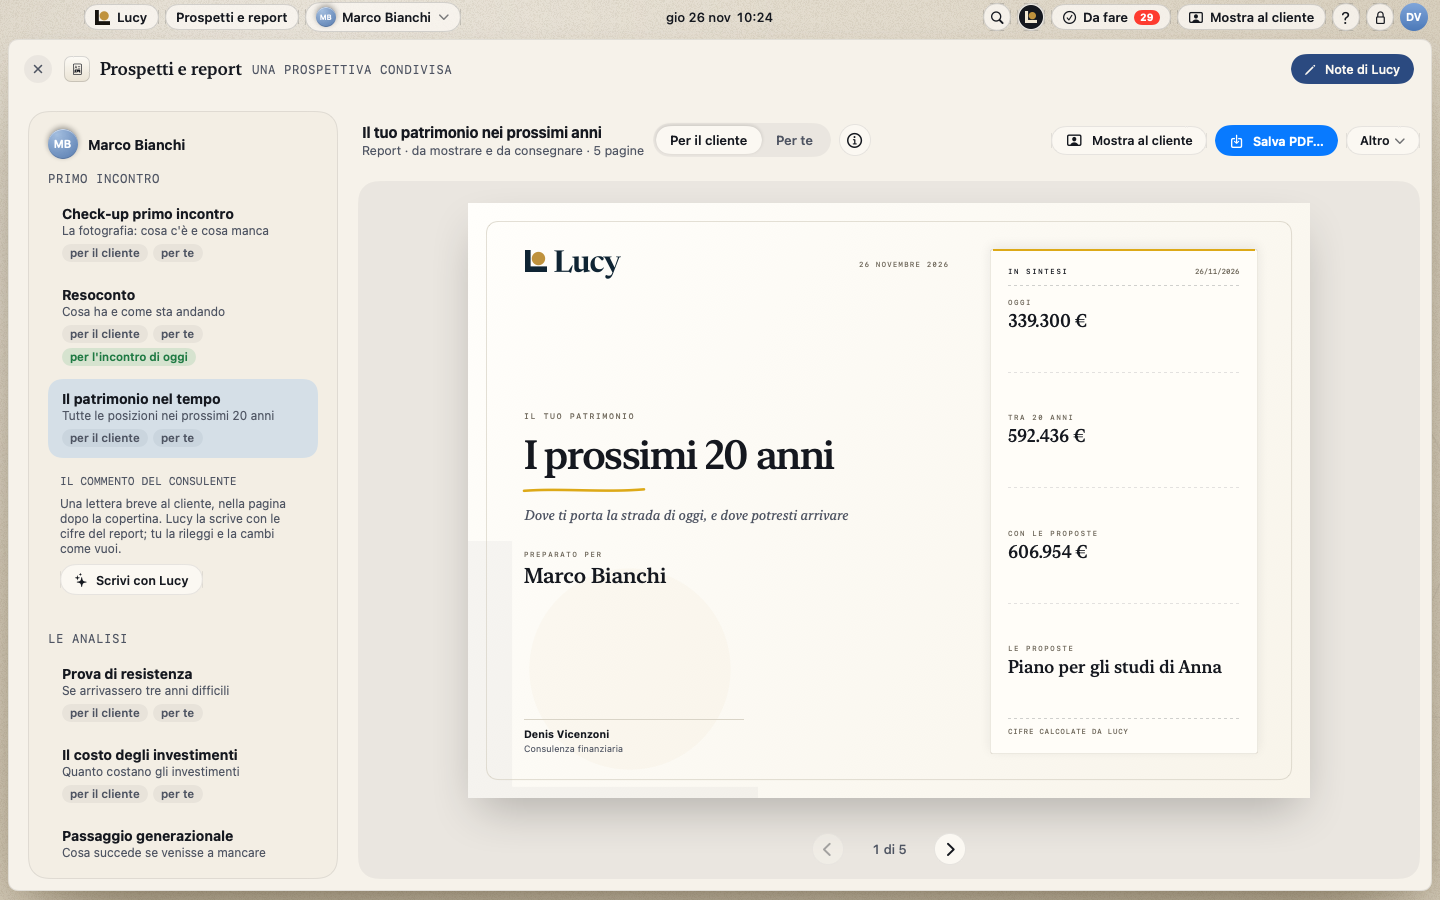 Lucy
Prospetti e report
MB Marco Bianchi
gio 26 nov 10:24
Da fare 29
Mostra al cliente
?
DV
Prospetti e report UNA PROSPETTIVA CONDIVISA
Note di Lucy
MB Marco Bianchi
PRIMO INCONTRO
Check-up primo incontro
La fotografia: cosa c'è e cosa manca
per il cliente per te
Resoconto
Cosa ha e come sta andando
per il cliente per te
per l'incontro di oggi
Il patrimonio nel tempo
Tutte le posizioni nei prossimi 20 anni
per il cliente per te
IL COMMENTO DEL CONSULENTE
Una lettera breve al cliente, nella pagina
dopo la copertina. Lucy la scrive con le
cifre del report; tu la rileggi e la cambi
come vuoi.
Scrivi con Lucy
LE ANALISI
Prova di resistenza
Se arrivassero tre anni difficili
per il cliente per te
Il costo degli investimenti
Quanto costano gli investimenti
per il cliente per te
Passaggio generazionale
Cosa succede se venisse a mancare
Il tuo patrimonio nei prossimi anni
Report · da mostrare e da consegnare · 5 pagine
Per il cliente Per te
Mostra al cliente
Salva PDF...
Altro
Lucy
26 NOVEMBRE 2026
IL TUO PATRIMONIO
I prossimi 20 anni
Dove ti porta la strada di oggi, e dove potresti arrivare
PREPARATO PER
Marco Bianchi
Denis Vicenzoni
Consulenza finanziaria
IN SINTESI 26/11/2026
OGGI
339.300 €
TRA 20 ANNI
592.436 €
CON LE PROPOSTE
606.954 €
LE PROPOSTE
Piano per gli studi di Anna
CIFRE CALCOLATE DA LUCY
1 di 5